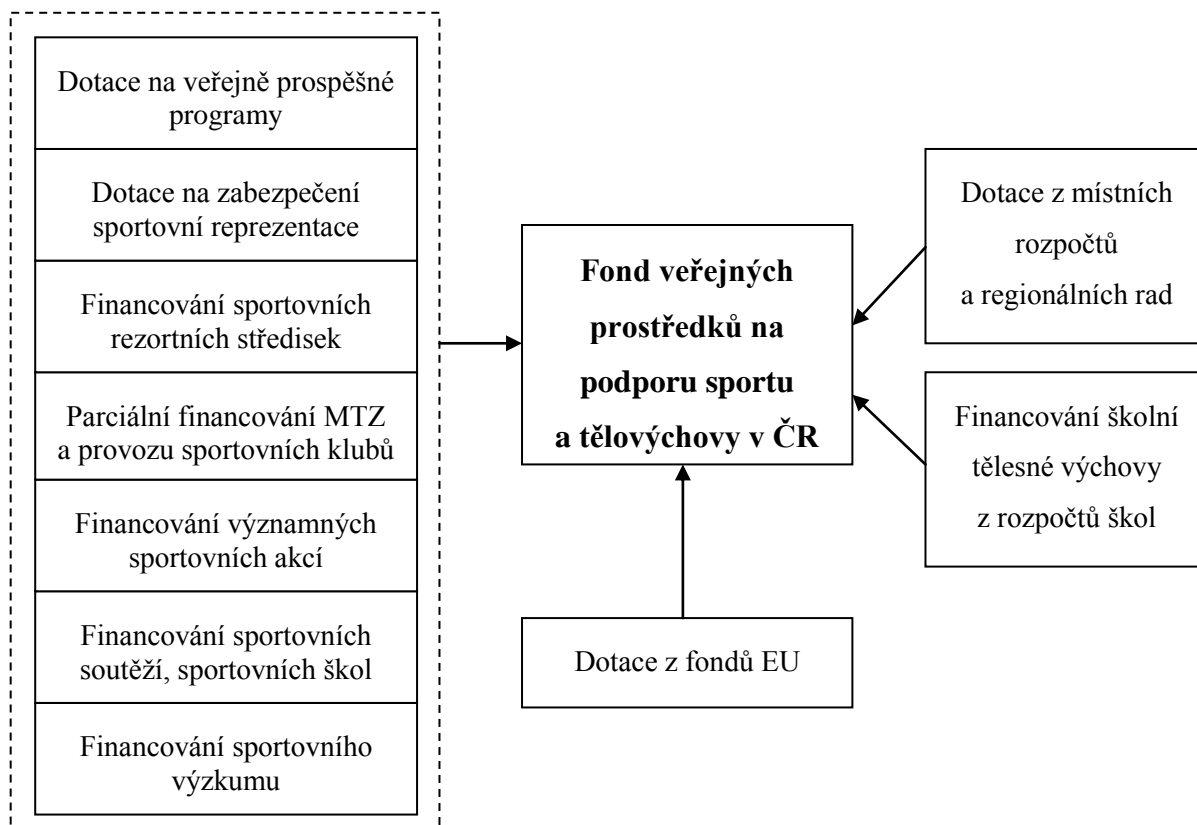 Dotace na veřejně prospěšné
programy
Dotace na zabezpečení
sportovní reprezentace
Financování sportovních
rezortních středisek
Parciální financování MTZ
a provozu sportovních klubů
Financování významných
sportovních akcí
Financování sportovních
soutěží, sportovních škol
Financování sportovního
výzkumu
Fond veřejných
prostředků na
podporu sportu
a tělovýchovy v ČR
Dotace z fondů EU
Dotace z místních
rozpočtů
a regionálních rad
Financování školní
tělesné výchovy
z rozpočtů škol